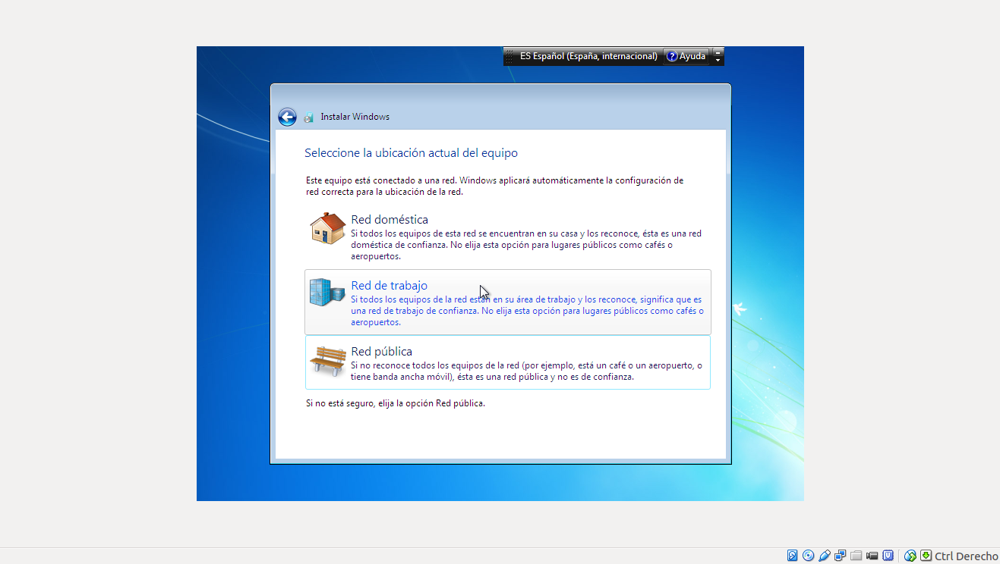 ES Español (España, internacional) ? Ayuda
Instalar Windows
Seleccione la ubicación actual del equipo
Este equipo está conectado a una red. Windows aplicará automáticamente la configuración de
red correcta para la ubicación de la red.
Red doméstica
Si todos los equipos de esta red se encuentran en su casa y los reconoce, ésta es una red
doméstica de confianza. No elija esta opción para lugares públicos como cafés o
aeropuertos.
Red de trabajo
Si todos los equipos de la red están en su área de trabajo y los reconoce, significa que es
una red de trabajo de confianza. No elija esta opción para lugares públicos como cafés o
aeropuertos.
Red pública
Si no reconoce todos los equipos de la red (por ejemplo, está un café o un aeropuerto, o
tiene banda ancha móvil), ésta es una red pública y no es de confianza.
Si no está seguro, elija la opción Red pública.
Ctrl Derecho